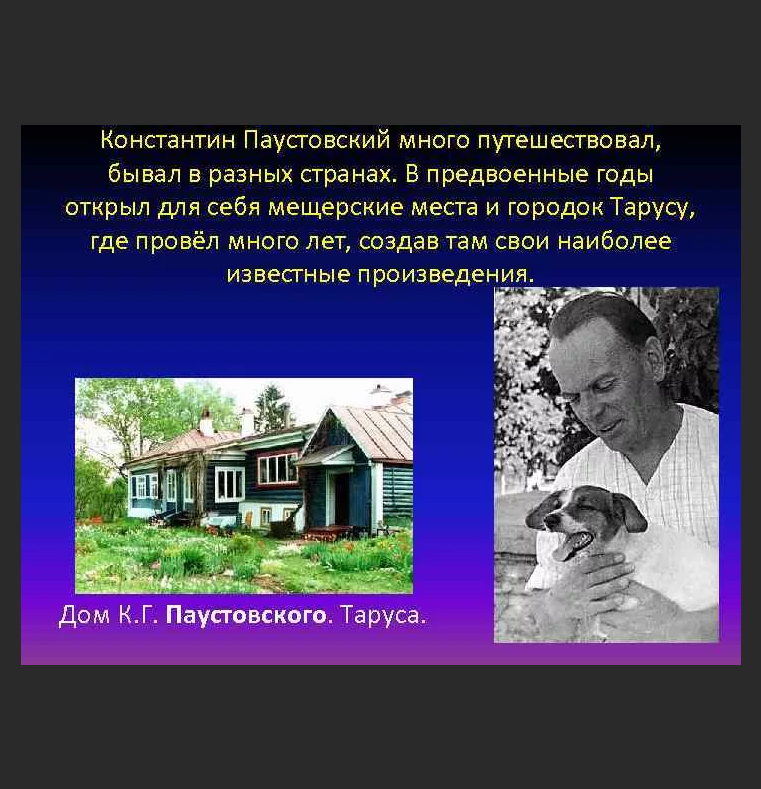 Константин Паустовский много путешествовал,
бывал в разных странах. В предвоенные годы
открыл для себя мещерские места и городок Тарусу,
где провёл много лет, создав там свои наиболее
известные произведения.
Дом К.Г. Паустовского. Таруса.